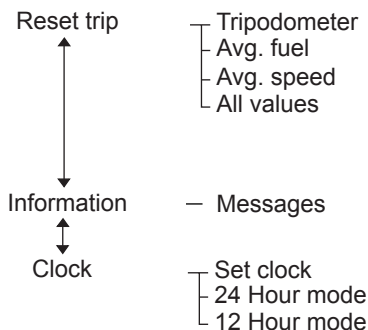 Reset trip
Tripodometer
Avg. fuel
Avg. speed
All values
Information
Messages
Clock
Set clock
24 Hour mode
12 Hour mode